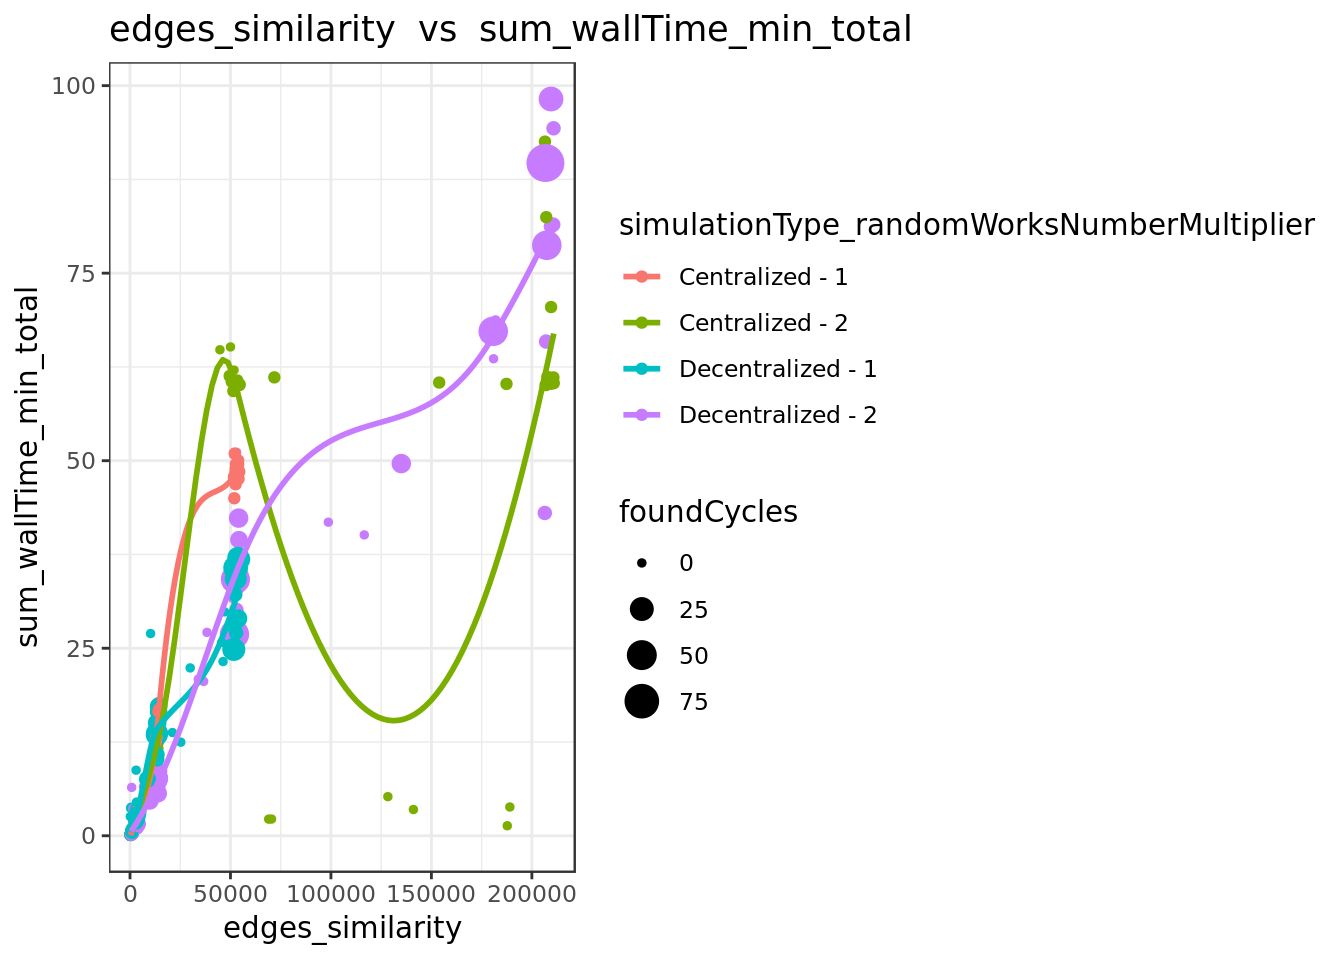 edges_similarity  vs  sum_wallTime_min_total
sum_wallTime_min_total
100
75
50
25
0
0
50000
100000
150000
200000
edges_similarity
simulationType_randomWorksNumberMultiplier
Centralized - 1
Centralized - 2
Decentralized - 1
Decentralized - 2
foundCycles
0
25
50
75